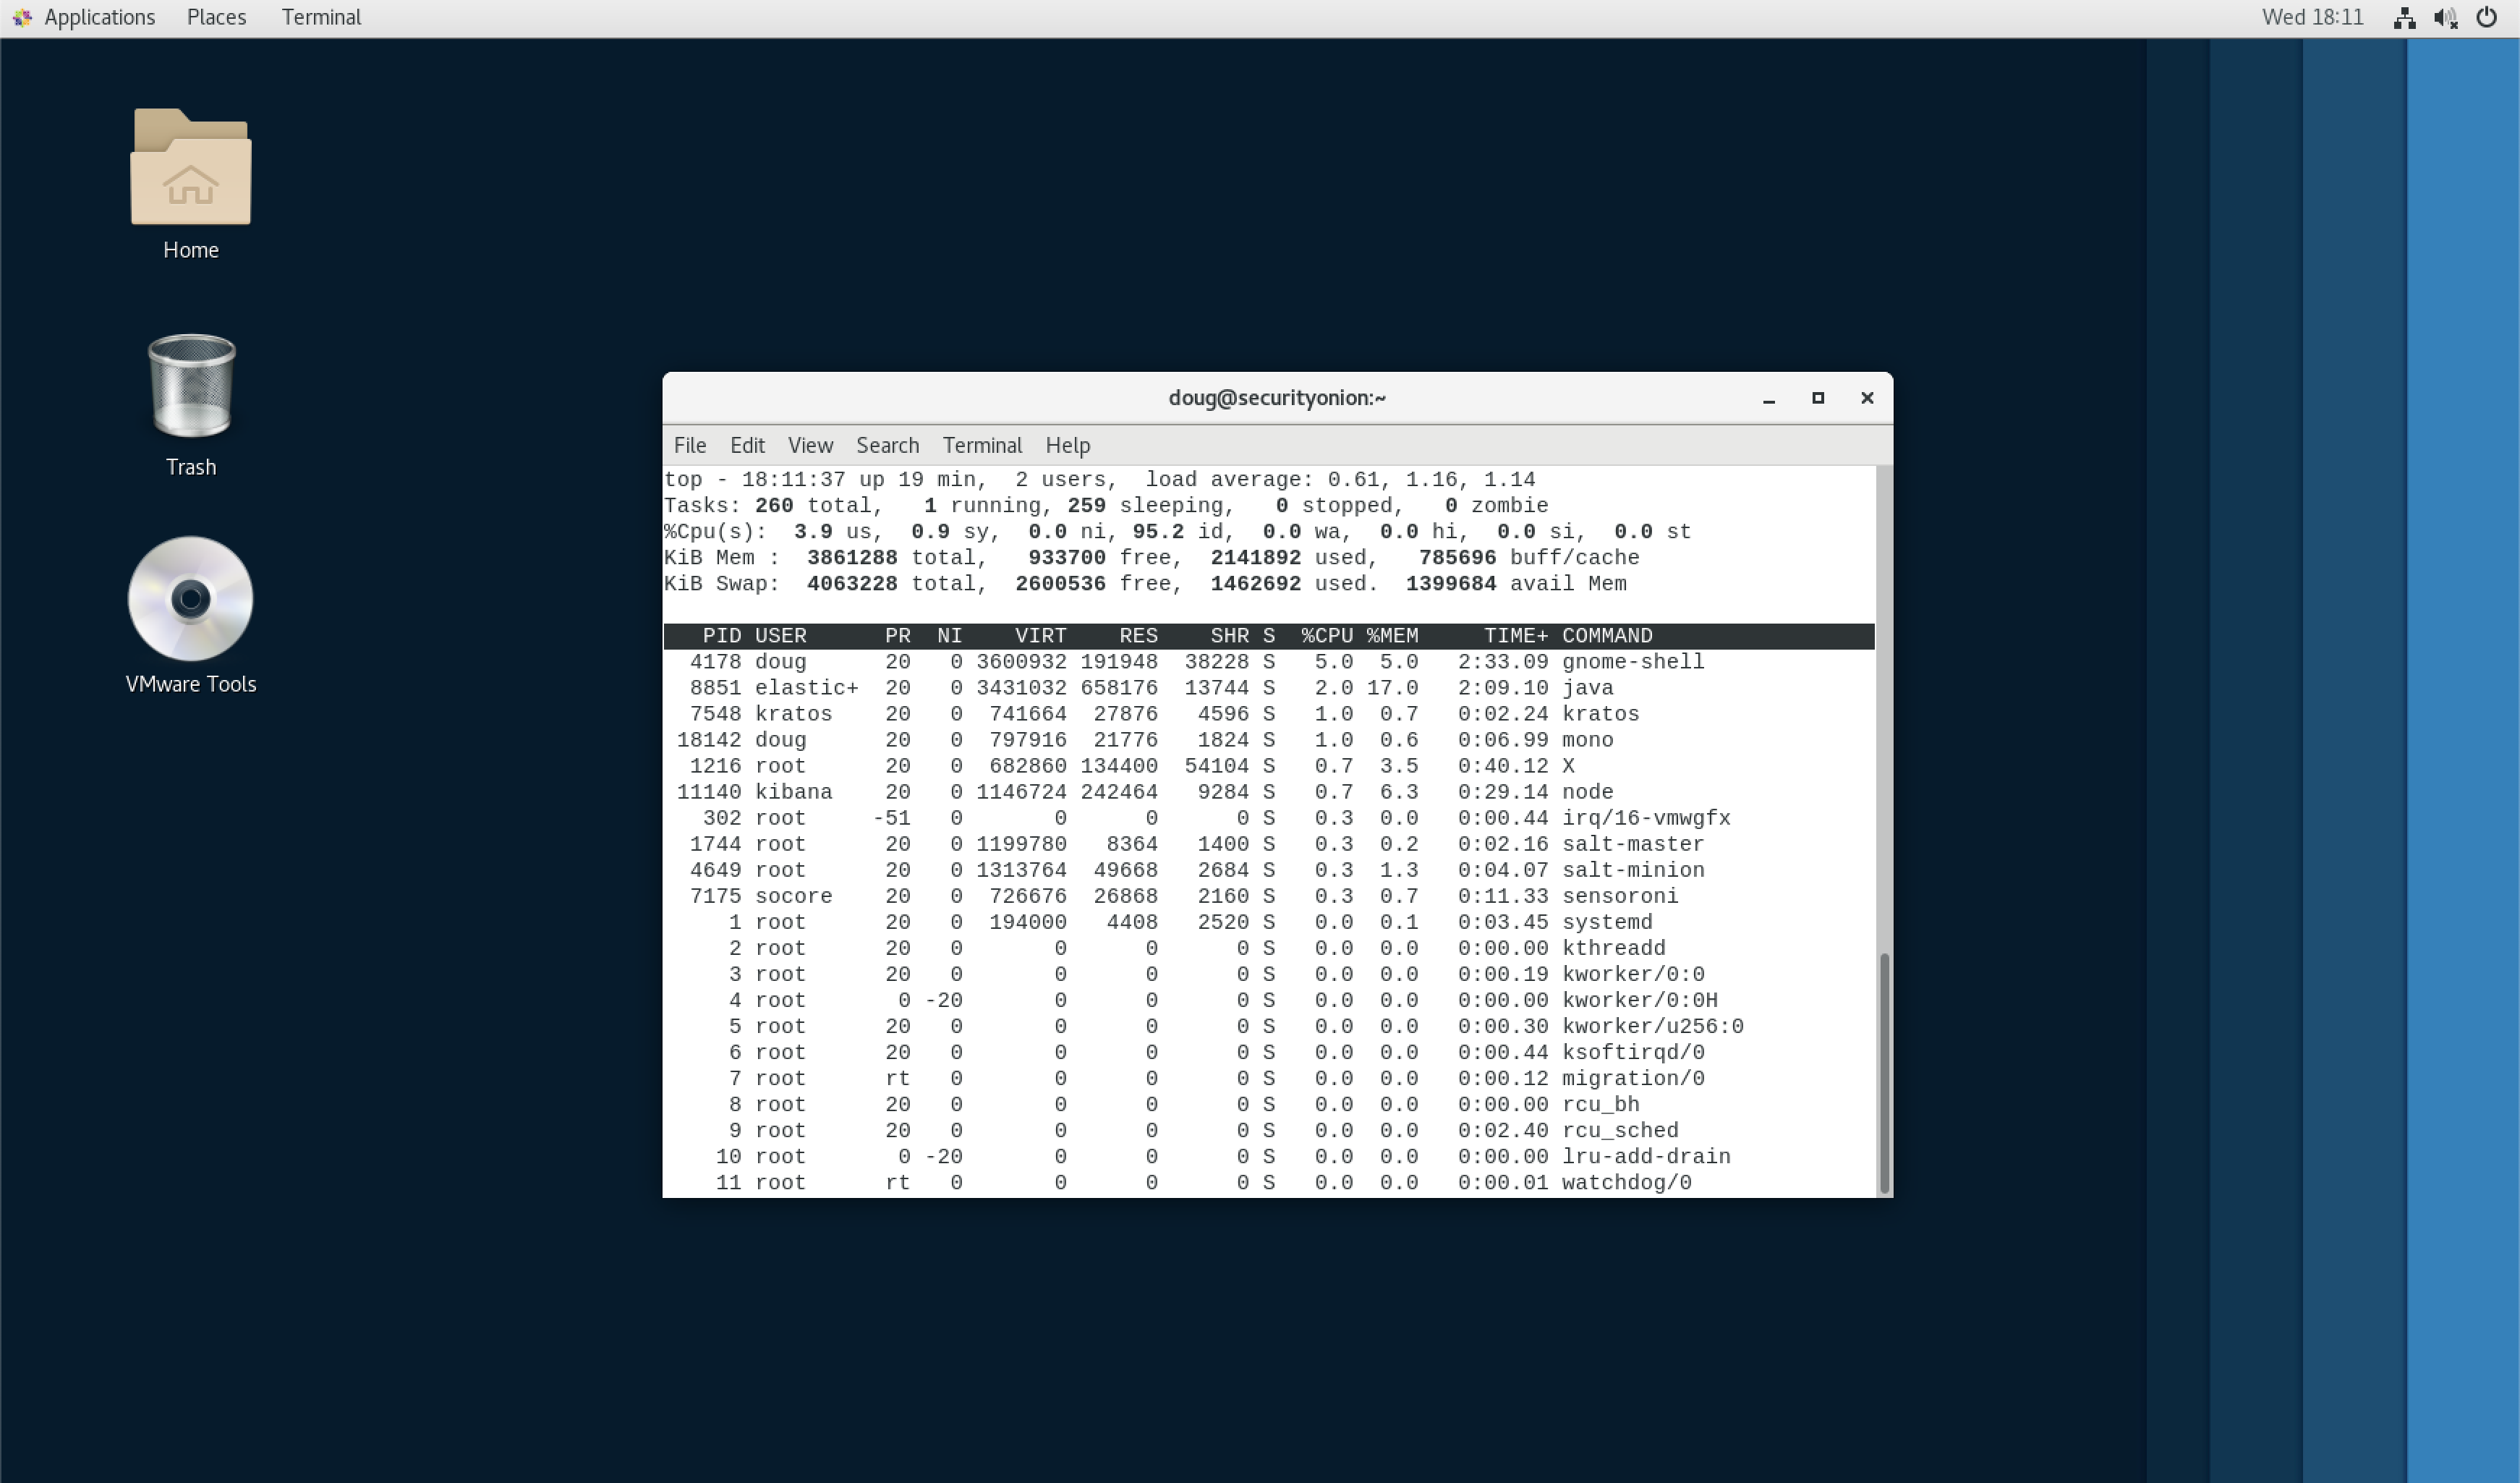 Applications Places Terminal
Wed 18:11
Home
Trash
VMware Tools
doug@securityonion:~
File Edit View Search Terminal Help
top - 18:11:37 up 19 min,  2 users,  load average: 0.61, 1.16, 1.14
Tasks: 260 total,   1 running, 259 sleeping,   0 stopped,   0 zombie
%Cpu(s):  3.9 us,  0.9 sy,  0.0 ni, 95.2 id,  0.0 wa,  0.0 hi,  0.0 si,  0.0 st
KiB Mem :  3861288 total,   933700 free,  2141892 used,   785696 buff/cache
KiB Swap:  4063228 total,  2600536 free,  1462692 used.  1399684 avail Mem
PID USER PR NI VIRT RES SHR S %CPU %MEM TIME+ COMMAND
4178 doug 20 0 3600932 191948 38228 S 5.0 5.0 2:33.09 gnome-shell
8851 elastic+ 20 0 3431032 658176 13744 S 2.0 17.0 2:09.10 java
7548 kratos 20 0 741664 27876 4596 S 1.0 0.7 0:02.24 kratos
18142 doug 20 0 797916 21776 1824 S 1.0 0.6 0:06.99 mono
1216 root 20 0 682860 134400 54104 S 0.7 3.5 0:40.12 X
11140 kibana 20 0 1146724 242464 9284 S 0.7 6.3 0:29.14 node
302 root -51 0 0 0 0 S 0.3 0.0 0:00.44 irq/16-vmwgfx
1744 root 20 0 1199780 8364 1400 S 0.3 0.2 0:02.16 salt-master
4649 root 20 0 1313764 49668 2684 S 0.3 1.3 0:04.07 salt-minion
7175 socore 20 0 726676 26868 2160 S 0.3 0.7 0:11.33 sensoroni
1 root 20 0 194000 4408 2520 S 0.0 0.1 0:03.45 systemd
2 root 20 0 0 0 0 S 0.0 0.0 0:00.00 kthreadd
3 root 20 0 0 0 0 S 0.0 0.0 0:00.19 kworker/0:0
4 root 0 -20 0 0 0 S 0.0 0.0 0:00.00 kworker/0:0H
5 root 20 0 0 0 0 S 0.0 0.0 0:00.30 kworker/u256:0
6 root 20 0 0 0 0 S 0.0 0.0 0:00.44 ksoftirqd/0
7 root rt 0 0 0 0 S 0.0 0.0 0:00.12 migration/0
8 root 20 0 0 0 0 S 0.0 0.0 0:00.00 rcu_bh
9 root 20 0 0 0 0 S 0.0 0.0 0:02.40 rcu_sched
10 root 0 -20 0 0 0 S 0.0 0.0 0:00.00 lru-add-drain
11 root rt 0 0 0 0 S 0.0 0.0 0:00.01 watchdog/0